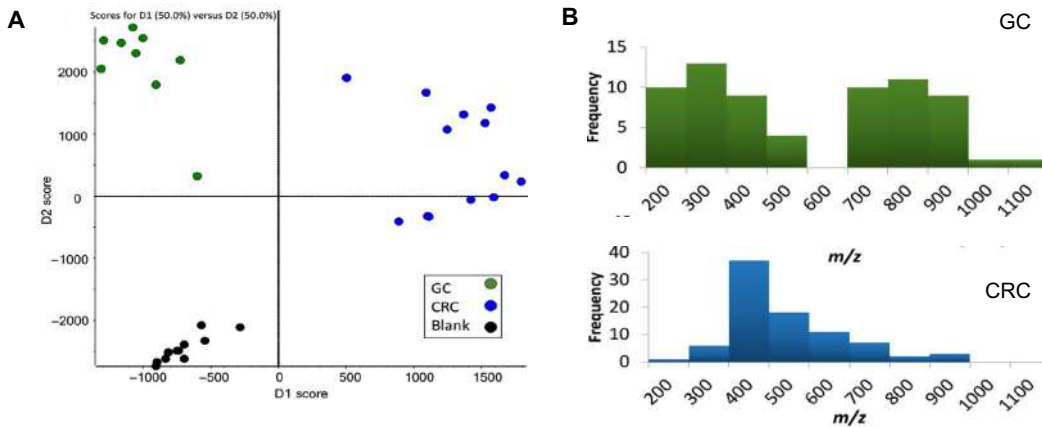 A
Scores for D1 (50.0%) versus D2 (50.0%)
D2 score
2000
1000
0
−1000
−2000
−1000
−500
0
500
1000
1500
D1 score
GC
CRC
Blank
B
GC
Frequency
15
10
5
0
200
300
400
500
600
700
800
900
1000
1100
m/z
CRC
Frequency
40
30
20
10
0
200
300
400
500
600
700
800
900
1000
1100
m/z